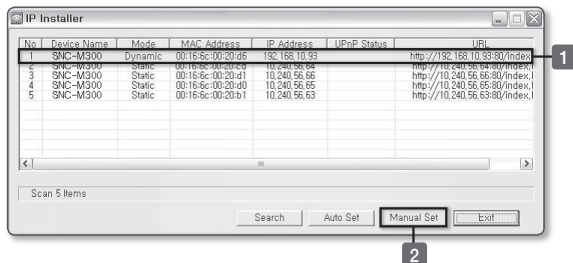 IP Installer
No Device Name Mode MAC Address IP Address UPnP Status URL
1 SNC-M300 Dynamic 00:16:6c:00:20:d6 192,168,10,93 http://192,168,10,93:80/index
2 SNC-M300 Static 00:16:6c:00:20:cd 10,240,56,64 http://10,240,56,64:80/index,l
3 SNC-M300 Static 00:16:6c:00:20:d1 10,240,56,66 http://10,240,56,66:80/index,l
4 SNC-M300 Static 00:16:6c:00:20:d0 10,240,56,65 http://10,240,56,65:80/index,l
5 SNC-M300 Static 00:16:6c:00:20:b1 10,240,56,63 http://10,240,56,63:80/index,l
1
Scan 5 Items
Search Auto Set Manual Set Exit
2